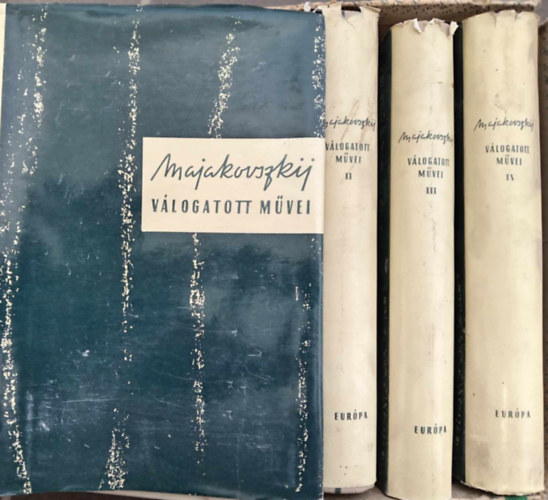 Majakovszkij
VÁLOGATOTT MŰVEI
I
Majakovszkij
VÁLOGATOTT
MŰVEI
II
EURÓPA
Majakovszkij
VÁLOGATOTT
MŰVEI
III
EURÓPA
Majakovszkij
VÁLOGATOTT
MŰVEI
IV
EURÓPA